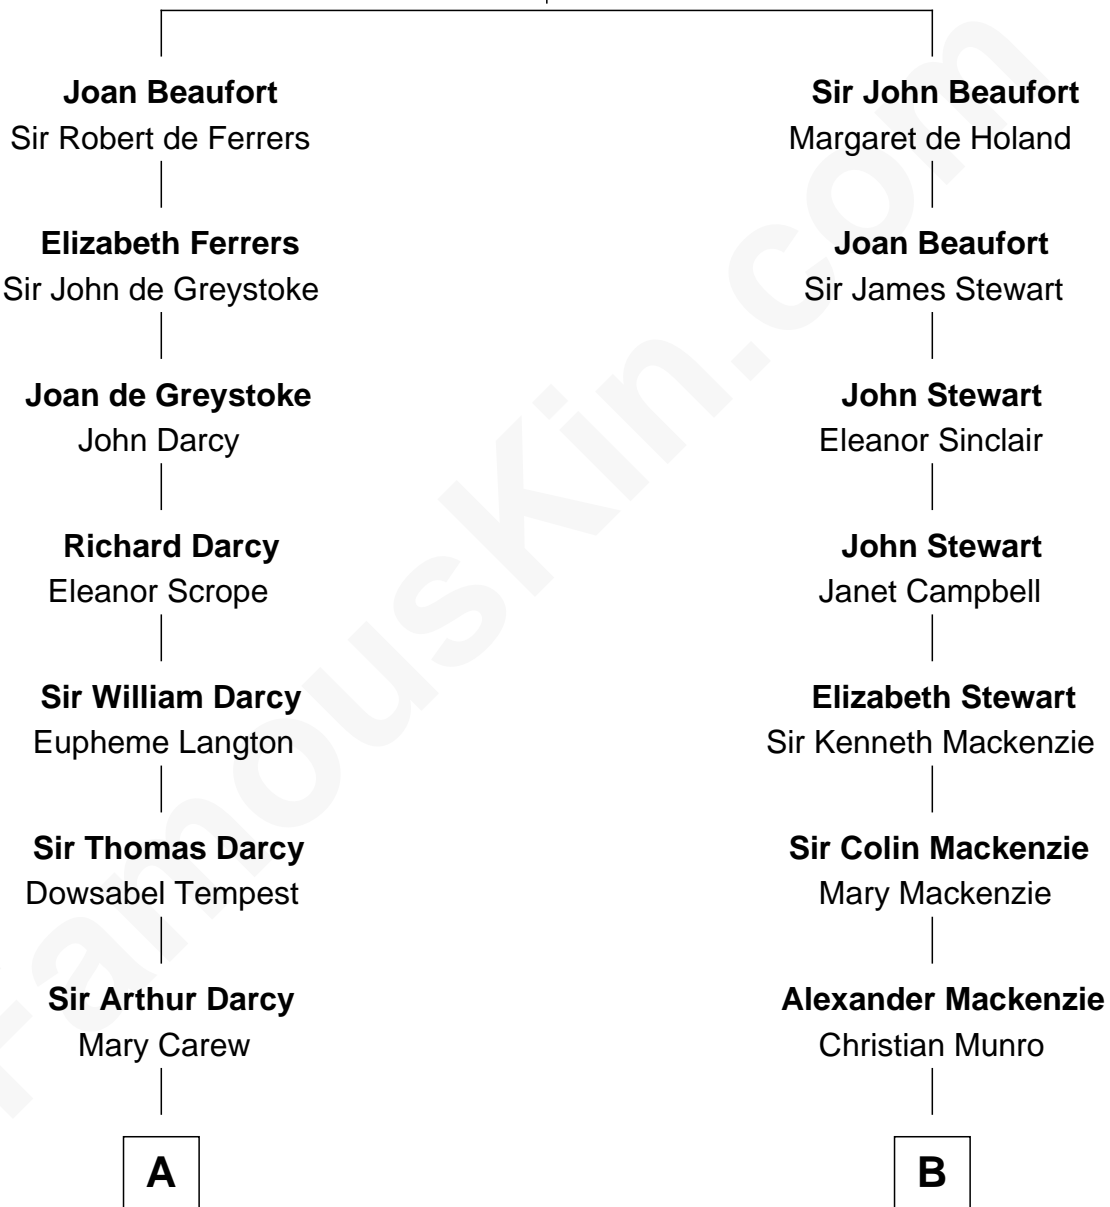 Joan Beaufort
Sir Robert de Ferrers
Elizabeth Ferrers
Sir John de Greystoke
Joan de Greystoke
John Darcy
Richard Darcy
Eleanor Scrope
Sir William Darcy
Eupheme Langton
Sir Thomas Darcy
Dowsabel Tempest
Sir Arthur Darcy
Mary Carew
A
Sir John Beaufort
Margaret de Holand
Joan Beaufort
Sir James Stewart
John Stewart
Eleanor Sinclair
John Stewart
Janet Campbell
Elizabeth Stewart
Sir Kenneth Mackenzie
Sir Colin Mackenzie
Mary Mackenzie
Alexander Mackenzie
Christian Munro
B
FamousKin.com